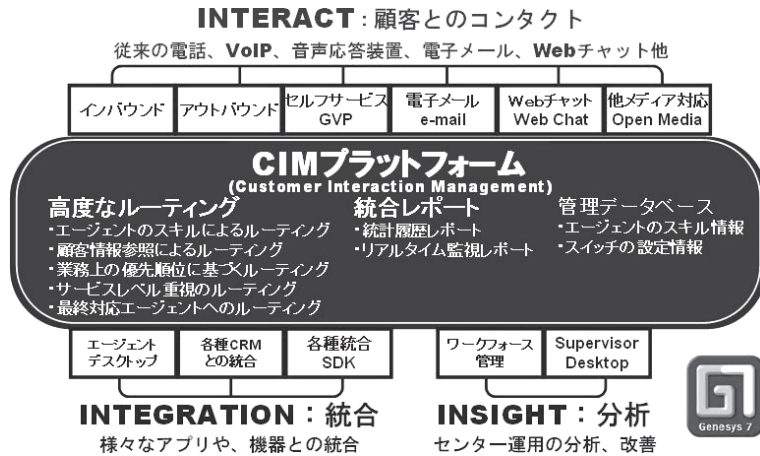 INTERACT：顧客とのコンタクト
従来の電話、VoIP、音声応答装置、電子メール、Webチャット他
インバウンド
アウトバウンド
セルフサービス
GVP
電子メール
e-mail
Webチャット
Web Chat
他メディア対応
Open Media
CIMプラットフォーム
(Customer Interaction Management)
高度なルーティング
・エージェントのスキルによるルーティング
・顧客情報参照によるルーティング
・業務上の優先順位に基づくルーティング
・サービスレベル重視のルーティング
・最終対応エージェントへのルーティング
統合レポート
・統計履歴レポート
・リアルタイム監視レポート
管理データベース
・エージェントのスキル情報
・スイッチの設定情報
エージェント
デスクトップ
各種CRM
との統合
各種統合
SDK
ワークフォース
管理
Supervisor
Desktop
INTEGRATION：統合
様々なアプリや、機器との統合
INSIGHT：分析
センター運用の分析、改善
Genesys 7